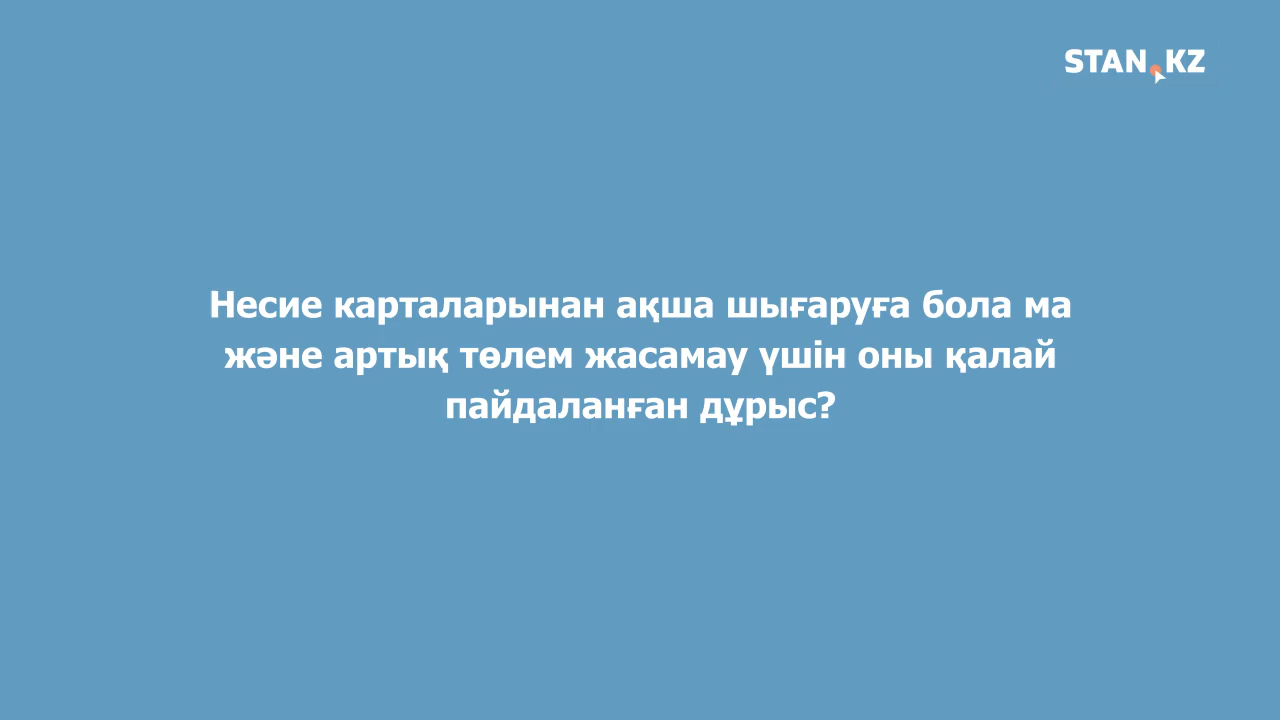 STAN.KZ
Несие карталарынан ақша шығаруға бола ма
және артық төлем жасамау үшін оны қалай
пайдаланған дұрыс?